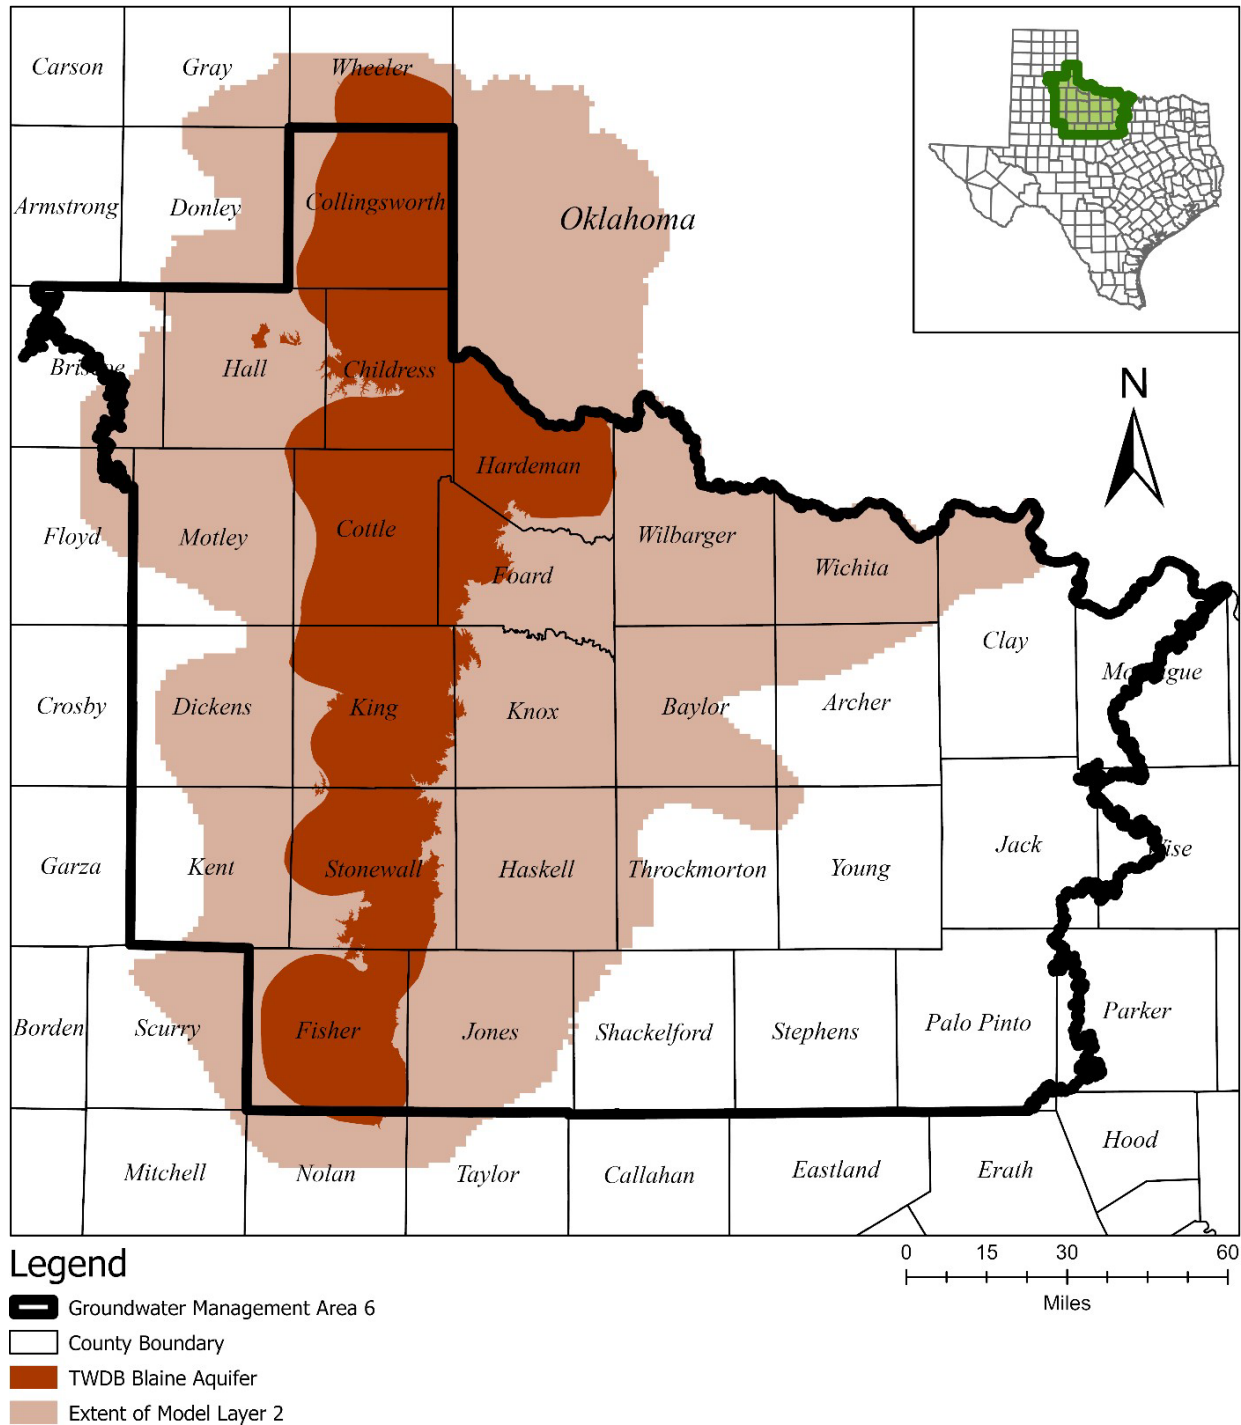 Carson
Gray
Wheeler
Armstrong
Donley
Collingsworth
Oklahoma
Briscoe
Hall
Childress
N
Hardeman
Floyd
Motley
Cottle
Foard
Wilbarger
Wichita
Clay
Montague
Crosby
Dickens
King
Knox
Baylor
Archer
Garza
Kent
Stonewall
Haskell
Throckmorton
Young
Jack
Wise
Borden
Scurry
Fisher
Jones
Shackelford
Stephens
Palo Pinto
Parker
Mitchell
Nolan
Taylor
Callahan
Eastland
Erath
Hood
Legend
Groundwater Management Area 6
County Boundary
TWDB Blaine Aquifer
Extent of Model Layer 2
0 15 30 60
Miles